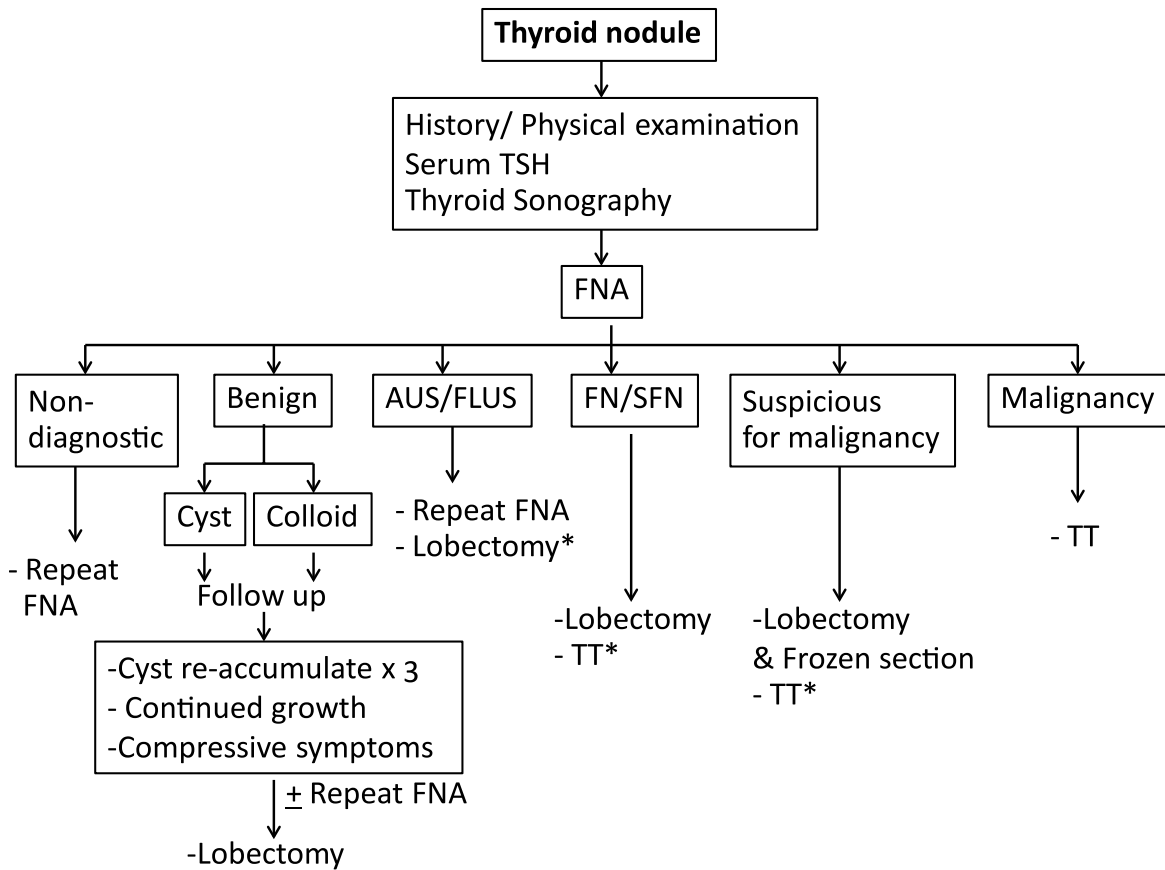 Thyroid nodule
History/ Physical examination
Serum TSH
Thyroid Sonography
FNA
Non-
diagnostic
Benign
AUS/FLUS
FN/SFN
Suspicious
for malignancy
Malignancy
Cyst
Colloid
- Repeat FNA
- Lobectomy*
- TT
- Repeat
FNA
Follow up
-Lobectomy
- TT*
-Lobectomy
& Frozen section
- TT*
-Cyst re-accumulate x 3
- Continued growth
-Compressive symptoms
+ Repeat FNA
-Lobectomy